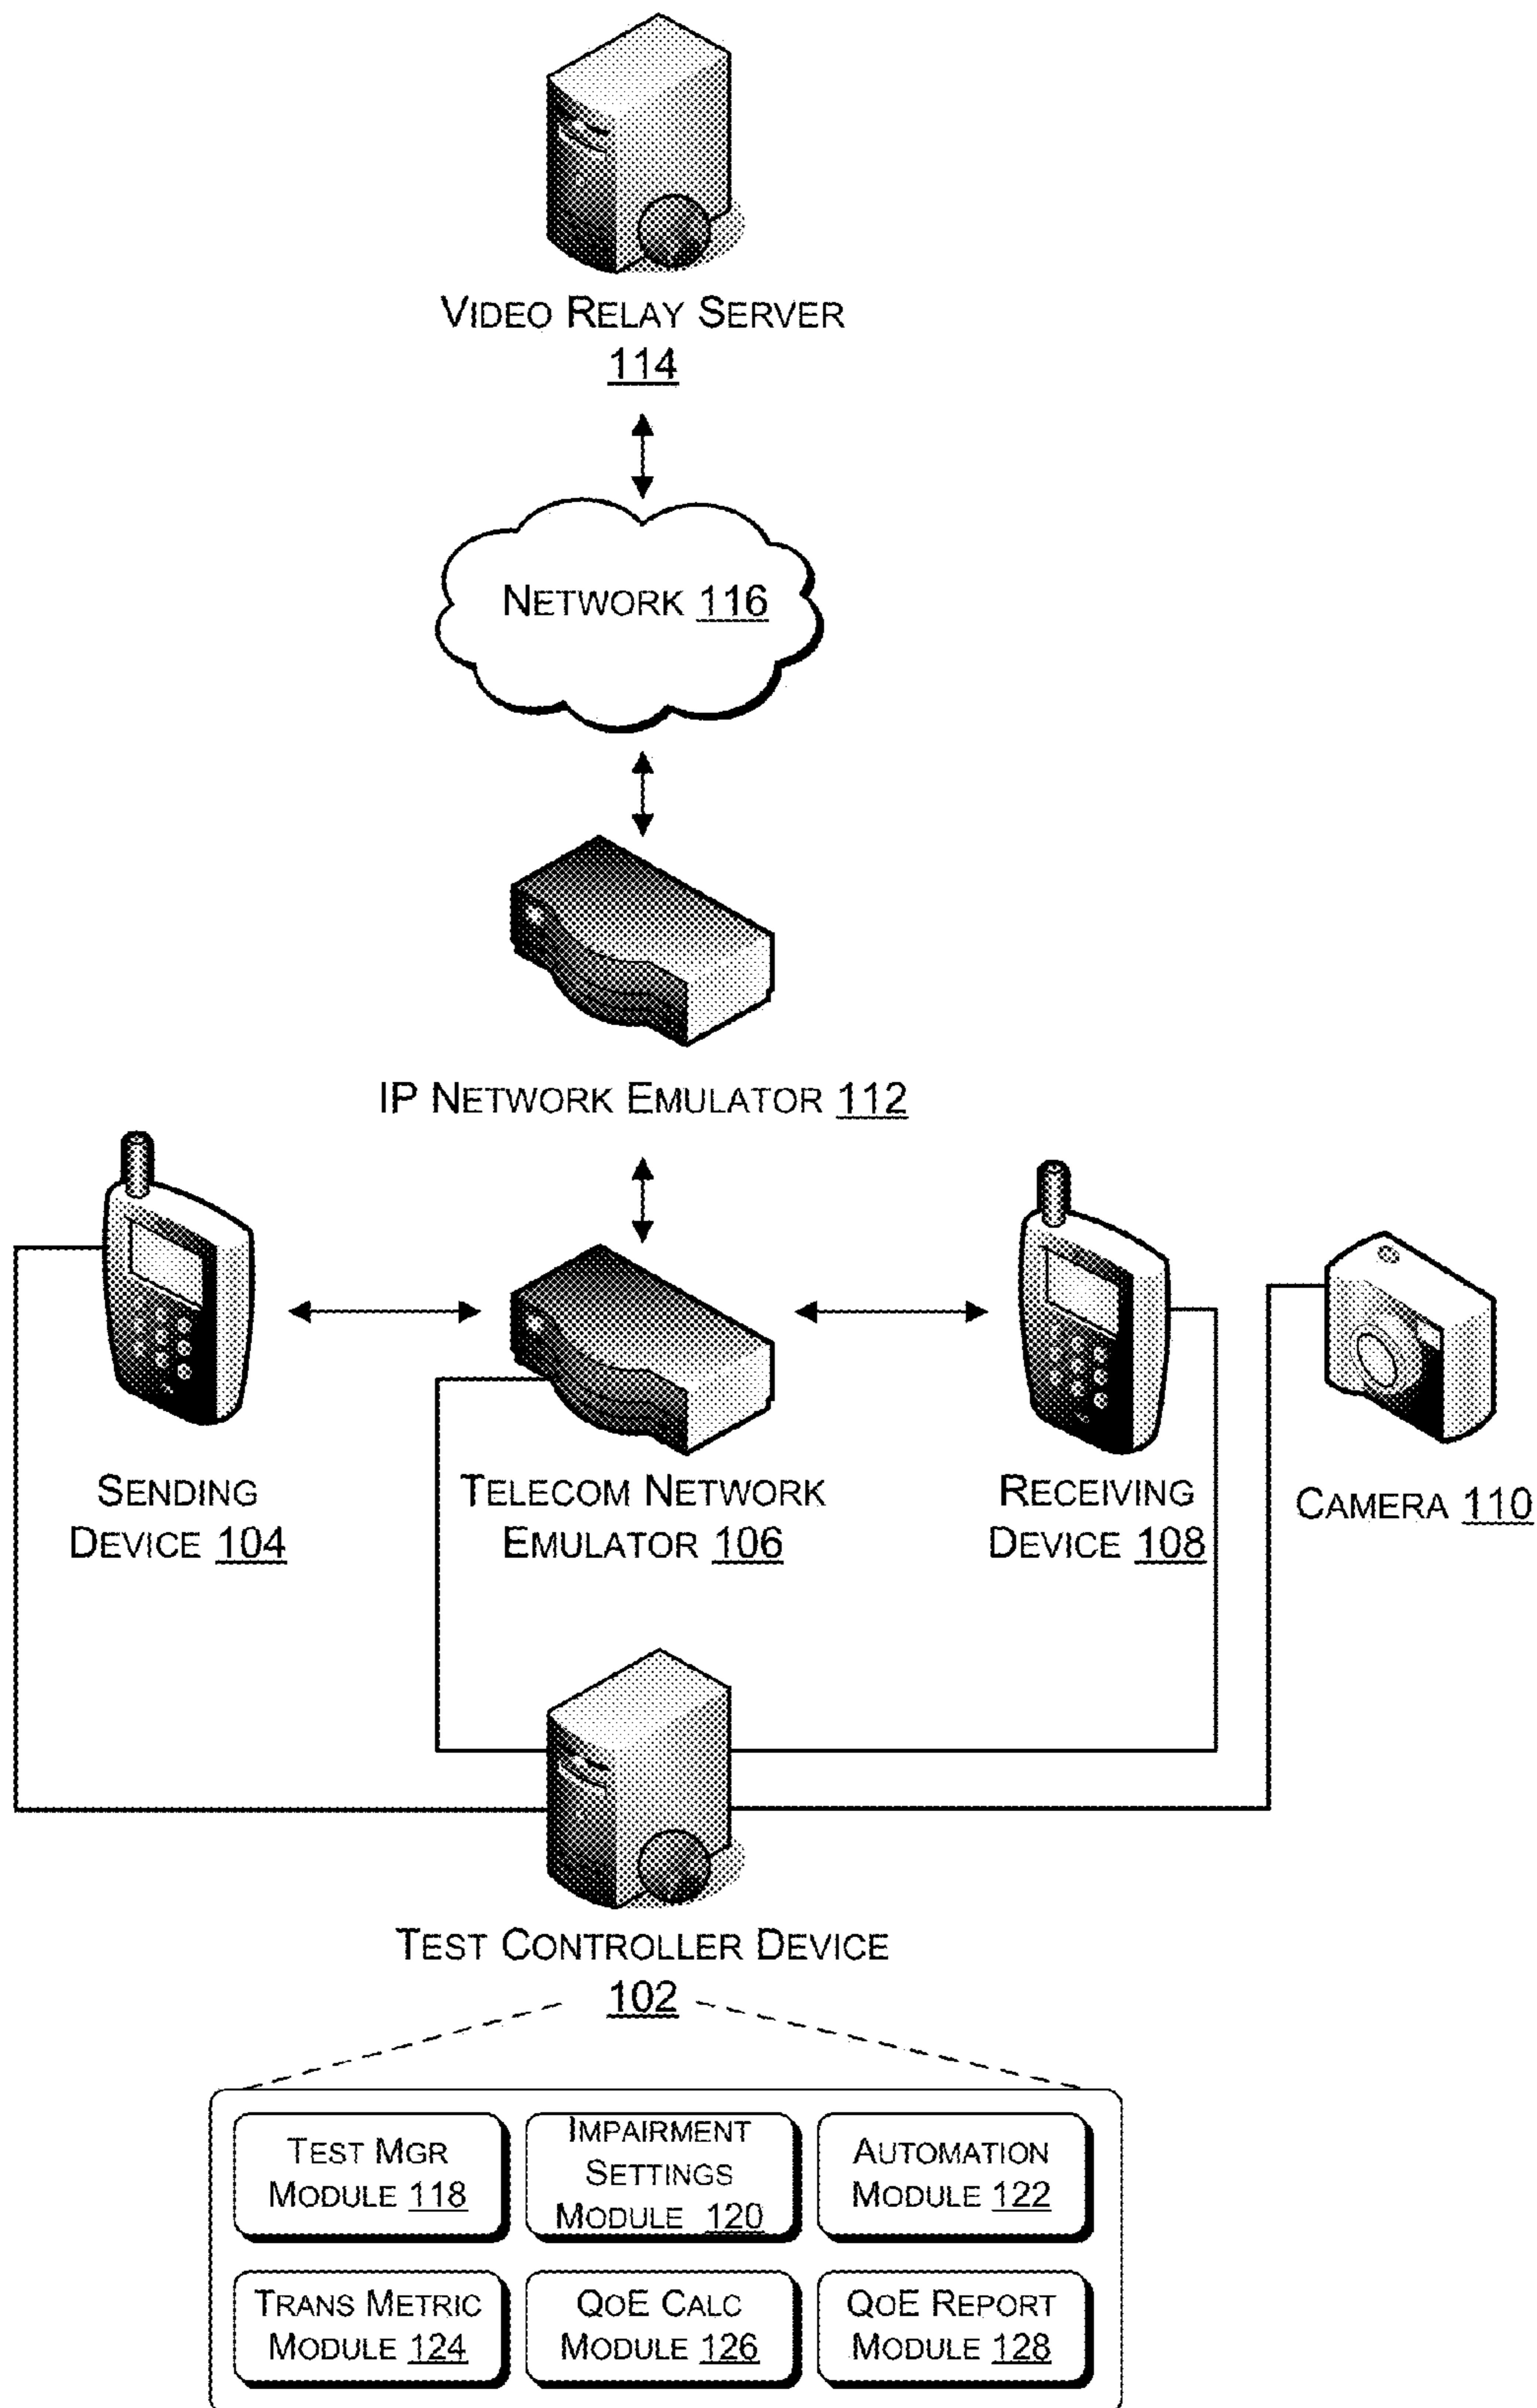 VIDEO RELAY SERVER
114
NETWORK 116
IP NETWORK EMULATOR 112
SENDING
DEVICE 104
TELECOM NETWORK
EMULATOR 106
RECEIVING
DEVICE 108
CAMERA 110
TEST CONTROLLER DEVICE
102
TEST MGR
MODULE 118
IMPAIRMENT
SETTINGS
MODULE 120
AUTOMATION
MODULE 122
TRANS METRIC
MODULE 124
QOE CALC
MODULE 126
QOE REPORT
MODULE 128